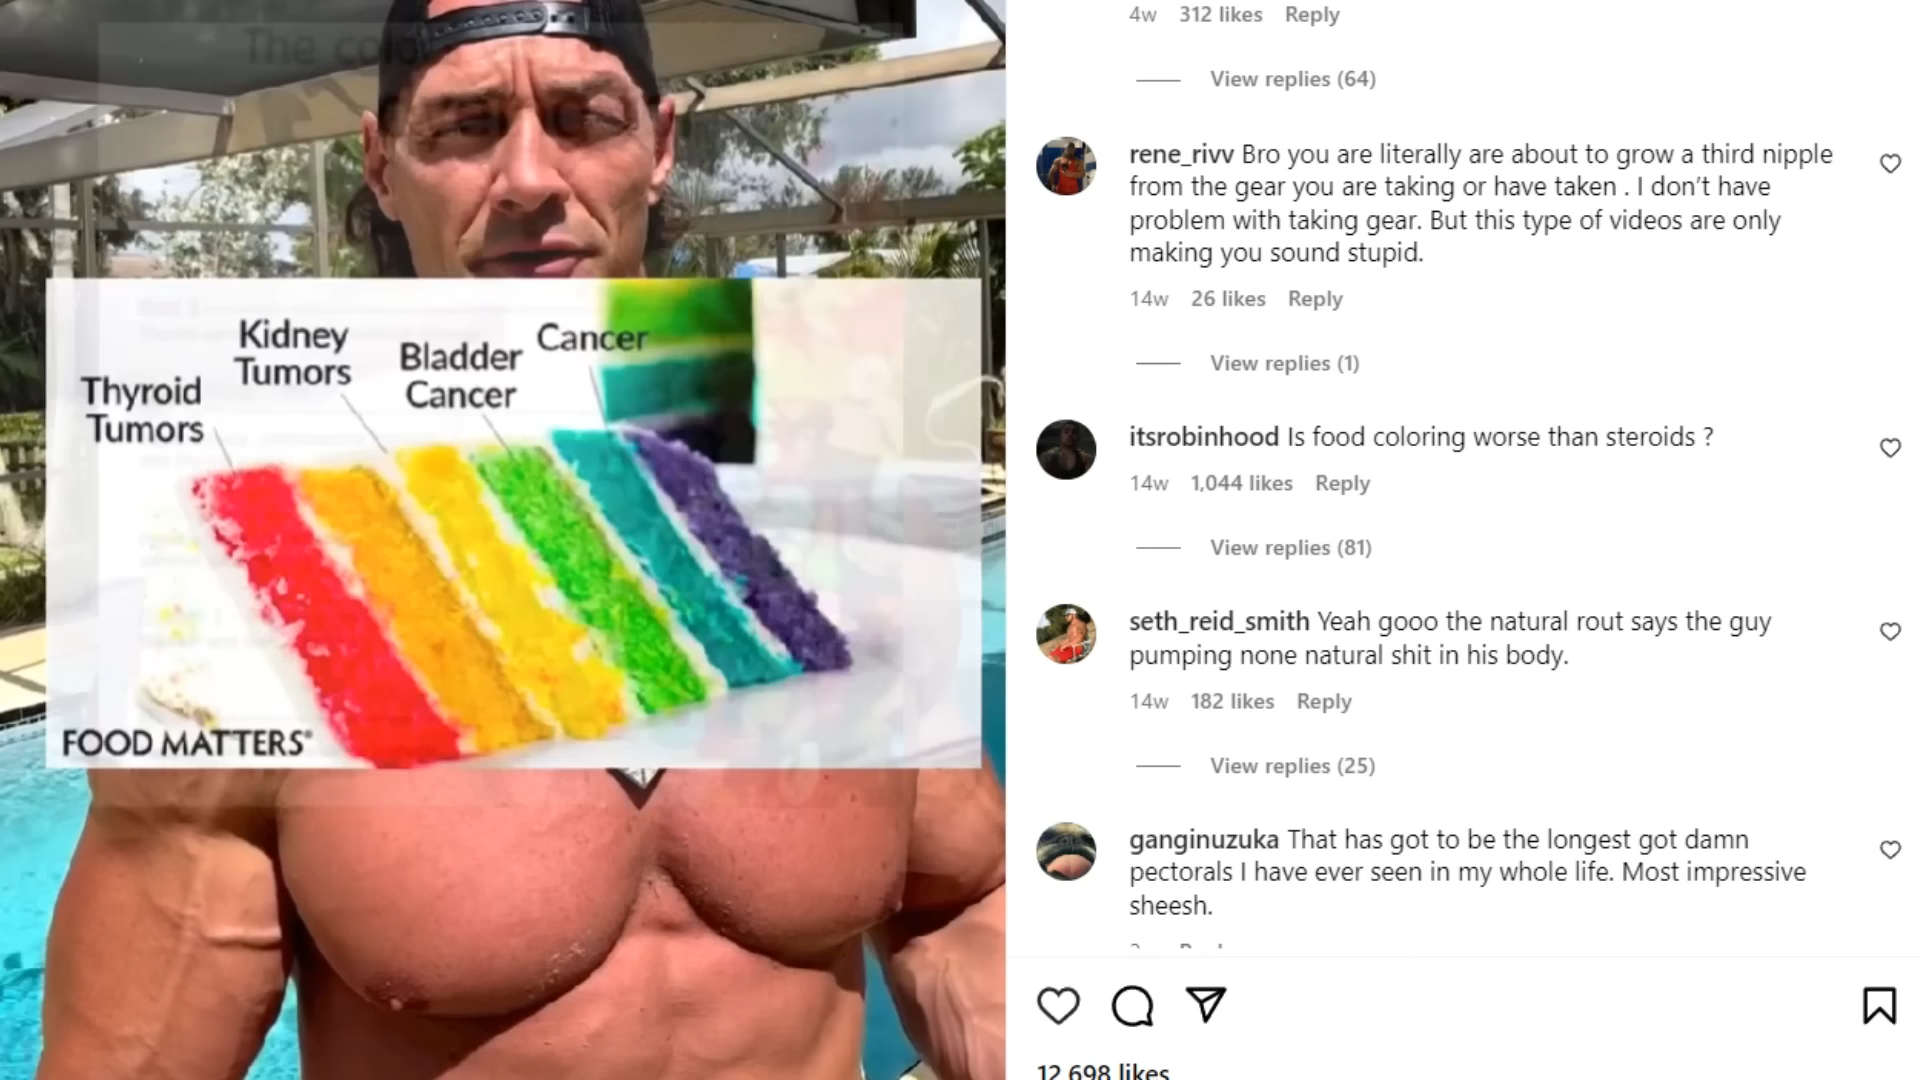 The colo
Kidney
Tumors
Bladder
Cancer
Cancer
Thyroid
Tumors
FOOD MATTERS®
4w 312 likes Reply
View replies (64)
rene_rivv Bro you are literally are about to grow a third nipple
from the gear you are taking or have taken . I don’t have
problem with taking gear. But this type of videos are only
making you sound stupid.
14w 26 likes Reply
View replies (1)
itsrobinhood Is food coloring worse than steroids ?
14w 1,044 likes Reply
View replies (81)
seth_reid_smith Yeah gooo the natural rout says the guy
pumping none natural shit in his body.
14w 182 likes Reply
View replies (25)
ganginuzuka That has got to be the longest got damn
pectorals I have ever seen in my whole life. Most impressive
sheesh.
12,698 likes